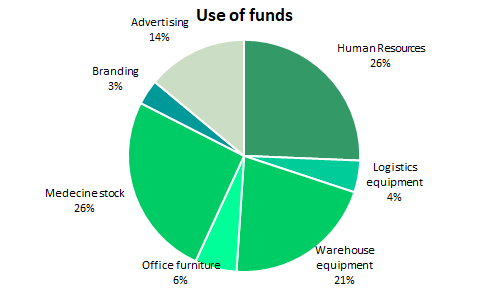 Use of funds
Advertising
14%
Human Resources
26%
Branding
3%
Logistics
equipment
4%
Medecine stock
26%
Warehouse
equipment
21%
Office furniture
6%